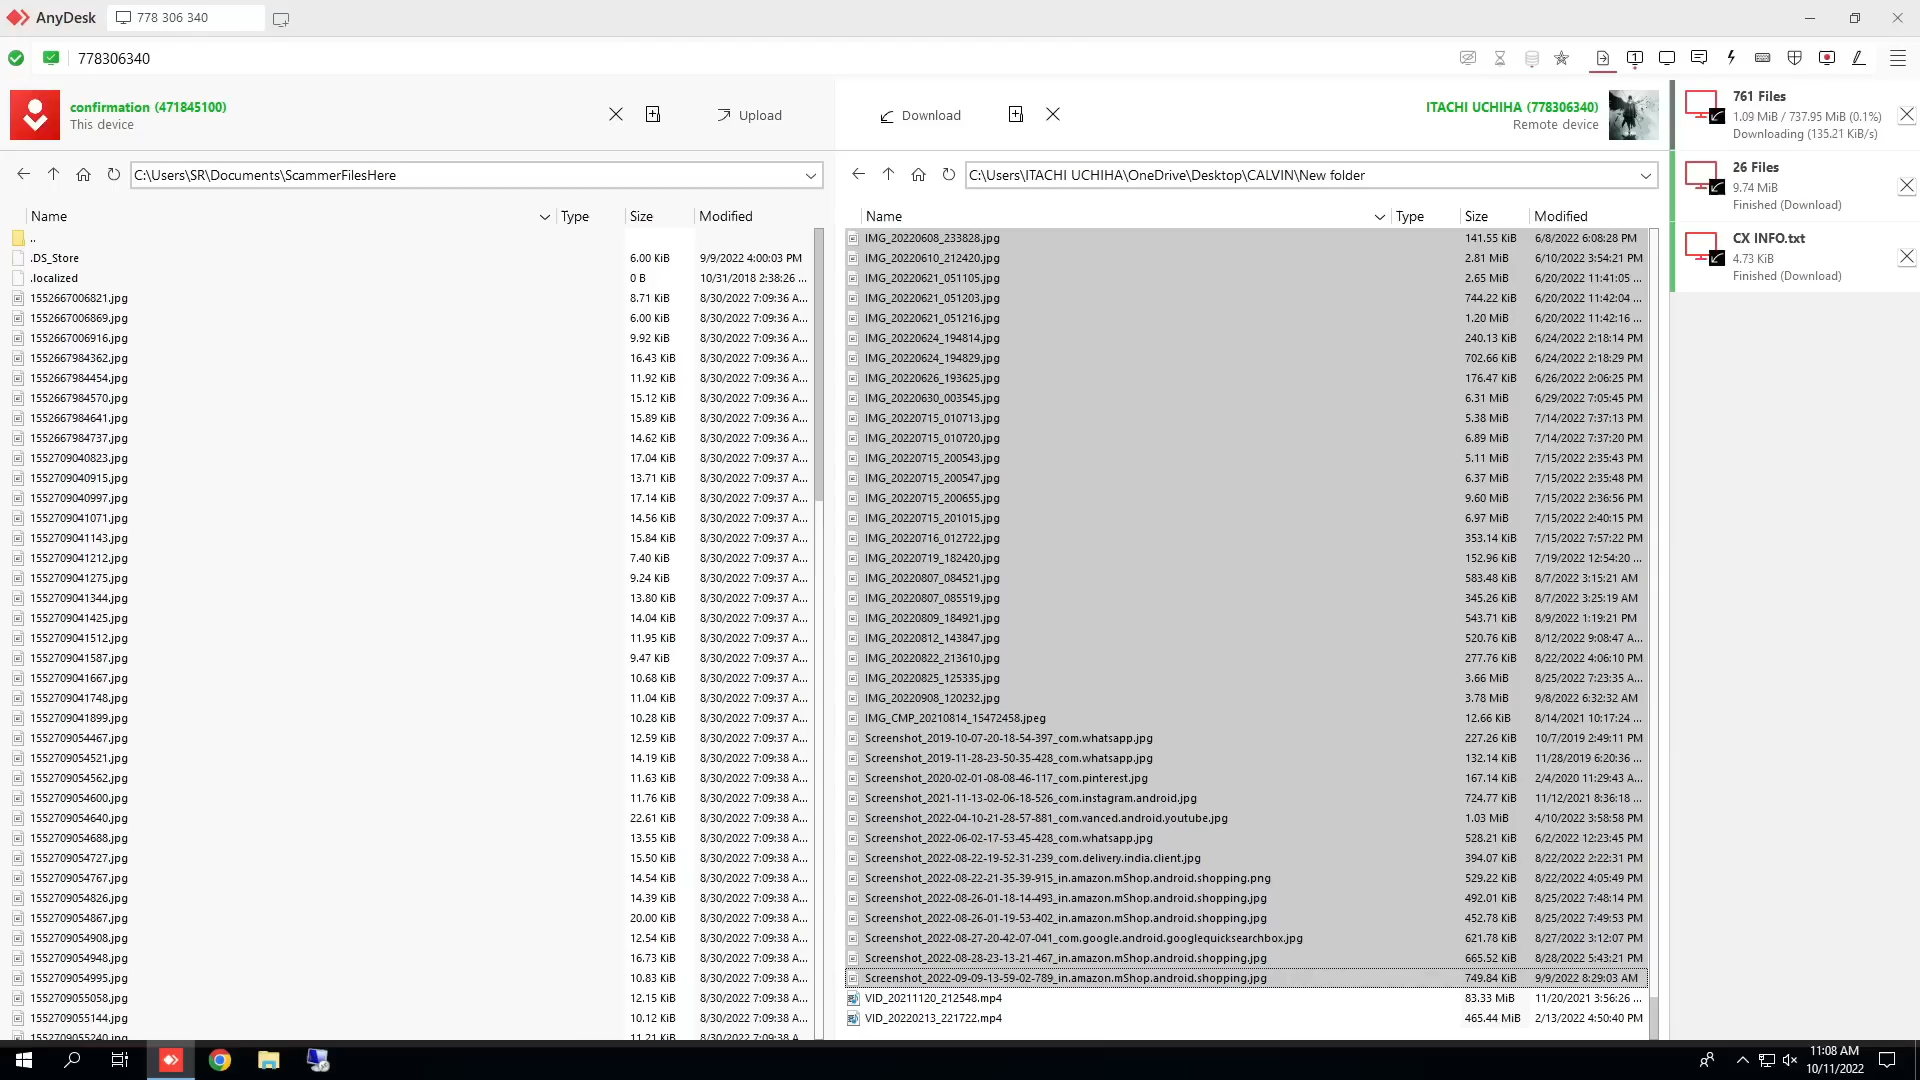 AnyDesk
778 306 340
778306340
confirmation (471845100)
This device
Upload
Download
ITACHI UCHIHA (778306340)
Remote device
761 Files
1.09 MiB / 737.95 MiB (0.1%)
Downloading (135.21 KiB/s)
26 Files
9.74 MiB
Finished (Download)
CX INFO.txt
4.73 KiB
Finished (Download)
C:\Users\SR\Documents\ScammerFilesHere
Name Type Size Modified
..
.DS_Store 6.00 KiB 9/9/2022 4:00:03 PM
.localized 0 B 10/31/2018 2:38:26 ...
1552667006821.jpg 8.71 KiB 8/30/2022 7:09:36 A...
1552667006869.jpg 6.00 KiB 8/30/2022 7:09:36 A...
1552667006916.jpg 9.92 KiB 8/30/2022 7:09:36 A...
1552667984362.jpg 16.43 KiB 8/30/2022 7:09:36 A...
1552667984454.jpg 11.92 KiB 8/30/2022 7:09:36 A...
1552667984570.jpg 15.12 KiB 8/30/2022 7:09:36 A...
1552667984641.jpg 15.89 KiB 8/30/2022 7:09:36 A...
1552667984737.jpg 14.62 KiB 8/30/2022 7:09:36 A...
1552709040823.jpg 17.04 KiB 8/30/2022 7:09:37 A...
1552709040915.jpg 13.71 KiB 8/30/2022 7:09:37 A...
1552709040997.jpg 17.14 KiB 8/30/2022 7:09:37 A...
1552709041071.jpg 14.56 KiB 8/30/2022 7:09:37 A...
1552709041143.jpg 15.84 KiB 8/30/2022 7:09:37 A...
1552709041212.jpg 7.40 KiB 8/30/2022 7:09:37 A...
1552709041275.jpg 9.24 KiB 8/30/2022 7:09:37 A...
1552709041344.jpg 13.80 KiB 8/30/2022 7:09:37 A...
1552709041425.jpg 14.04 KiB 8/30/2022 7:09:37 A...
1552709041512.jpg 11.95 KiB 8/30/2022 7:09:37 A...
1552709041587.jpg 9.47 KiB 8/30/2022 7:09:37 A...
1552709041667.jpg 10.68 KiB 8/30/2022 7:09:37 A...
1552709041748.jpg 11.04 KiB 8/30/2022 7:09:37 A...
1552709041899.jpg 10.28 KiB 8/30/2022 7:09:37 A...
1552709054467.jpg 12.59 KiB 8/30/2022 7:09:38 A...
1552709054521.jpg 14.19 KiB 8/30/2022 7:09:38 A...
1552709054562.jpg 11.63 KiB 8/30/2022 7:09:38 A...
1552709054600.jpg 11.76 KiB 8/30/2022 7:09:38 A...
1552709054640.jpg 22.61 KiB 8/30/2022 7:09:38 A...
1552709054688.jpg 13.55 KiB 8/30/2022 7:09:38 A...
1552709054727.jpg 15.50 KiB 8/30/2022 7:09:38 A...
1552709054767.jpg 14.54 KiB 8/30/2022 7:09:38 A...
1552709054826.jpg 14.39 KiB 8/30/2022 7:09:38 A...
1552709054867.jpg 20.00 KiB 8/30/2022 7:09:38 A...
1552709054908.jpg 12.54 KiB 8/30/2022 7:09:38 A...
1552709054948.jpg 16.73 KiB 8/30/2022 7:09:38 A...
1552709054995.jpg 10.83 KiB 8/30/2022 7:09:38 A...
1552709055058.jpg 12.15 KiB 8/30/2022 7:09:38 A...
1552709055144.jpg 10.12 KiB 8/30/2022 7:09:38 A...
1552709055240.jpg 11.21 KiB 8/30/2022 7:09:38 A...
C:\Users\ITACHI UCHIHA\OneDrive\Desktop\CALVIN\New folder
Name Type Size Modified
IMG_20220608_233828.jpg 141.55 KiB 6/8/2022 6:08:28 PM
IMG_20220610_212420.jpg 2.81 MiB 6/10/2022 3:54:21 PM
IMG_20220621_051105.jpg 2.65 MiB 6/20/2022 11:41:05 ...
IMG_20220621_051203.jpg 744.22 KiB 6/20/2022 11:42:04 ...
IMG_20220621_051216.jpg 1.20 MiB 6/20/2022 11:42:16 ...
IMG_20220624_194814.jpg 240.13 KiB 6/24/2022 2:18:14 PM
IMG_20220624_194829.jpg 702.66 KiB 6/24/2022 2:18:29 PM
IMG_20220626_193625.jpg 176.47 KiB 6/26/2022 2:06:25 PM
IMG_20220630_003545.jpg 6.31 MiB 6/29/2022 7:05:45 PM
IMG_20220715_010713.jpg 5.38 MiB 7/14/2022 7:37:13 PM
IMG_20220715_010720.jpg 6.89 MiB 7/14/2022 7:37:20 PM
IMG_20220715_200543.jpg 5.11 MiB 7/15/2022 2:35:43 PM
IMG_20220715_200547.jpg 6.37 MiB 7/15/2022 2:35:48 PM
IMG_20220715_200655.jpg 9.60 MiB 7/15/2022 2:36:56 PM
IMG_20220715_201015.jpg 6.97 MiB 7/15/2022 2:40:15 PM
IMG_20220716_012722.jpg 353.14 KiB 7/15/2022 7:57:22 PM
IMG_20220719_182420.jpg 152.96 KiB 7/19/2022 12:54:20 ...
IMG_20220807_084521.jpg 583.48 KiB 8/7/2022 3:15:21 AM
IMG_20220807_085519.jpg 345.26 KiB 8/7/2022 3:25:19 AM
IMG_20220809_184921.jpg 543.71 KiB 8/9/2022 1:19:21 PM
IMG_20220812_143847.jpg 520.76 KiB 8/12/2022 9:08:47 A...
IMG_20220822_213610.jpg 277.76 KiB 8/22/2022 4:06:10 PM
IMG_20220825_125335.jpg 3.66 MiB 8/25/2022 7:23:35 A...
IMG_20220908_120232.jpg 3.78 MiB 9/8/2022 6:32:32 AM
IMG_CMP_20210814_15472458.jpeg 12.66 KiB 8/14/2021 10:17:24 ...
Screenshot_2019-10-07-20-18-54-397_com.whatsapp.jpg 227.26 KiB 10/7/2019 2:49:11 PM
Screenshot_2019-11-28-23-50-35-428_com.whatsapp.jpg 132.14 KiB 11/28/2019 6:20:36 ...
Screenshot_2020-02-01-08-08-46-117_com.pinterest.jpg 167.14 KiB 2/4/2020 11:29:43 A...
Screenshot_2021-11-13-02-06-18-526_com.instagram.android.jpg 724.77 KiB 11/12/2021 8:36:18 ...
Screenshot_2022-04-10-21-28-57-881_com.vanced.android.youtube.jpg 1.03 MiB 4/10/2022 3:58:58 PM
Screenshot_2022-06-02-17-53-45-428_com.whatsapp.jpg 528.21 KiB 6/2/2022 12:23:45 PM
Screenshot_2022-08-22-19-52-31-239_com.delivery.india.client.jpg 394.07 KiB 8/22/2022 2:22:31 PM
Screenshot_2022-08-22-21-35-39-915_in.amazon.mShop.android.shopping.png 529.22 KiB 8/22/2022 4:05:49 PM
Screenshot_2022-08-26-01-18-14-493_in.amazon.mShop.android.shopping.jpg 492.01 KiB 8/25/2022 7:48:14 PM
Screenshot_2022-08-26-01-19-53-402_in.amazon.mShop.android.shopping.jpg 452.78 KiB 8/25/2022 7:49:53 PM
Screenshot_2022-08-27-20-42-07-041_com.google.android.googlequicksearchbox.jpg 621.78 KiB 8/27/2022 3:12:07 PM
Screenshot_2022-08-28-23-13-21-467_in.amazon.mShop.android.shopping.jpg 665.52 KiB 8/28/2022 5:43:21 PM
Screenshot_2022-09-09-13-59-02-789_in.amazon.mShop.android.shopping.jpg 749.84 KiB 9/9/2022 8:29:03 AM
VID_20211120_212548.mp4 83.33 MiB 11/20/2021 3:56:26 ...
VID_20220213_221722.mp4 465.44 MiB 2/13/2022 4:50:40 PM
11:08 AM
10/11/2022